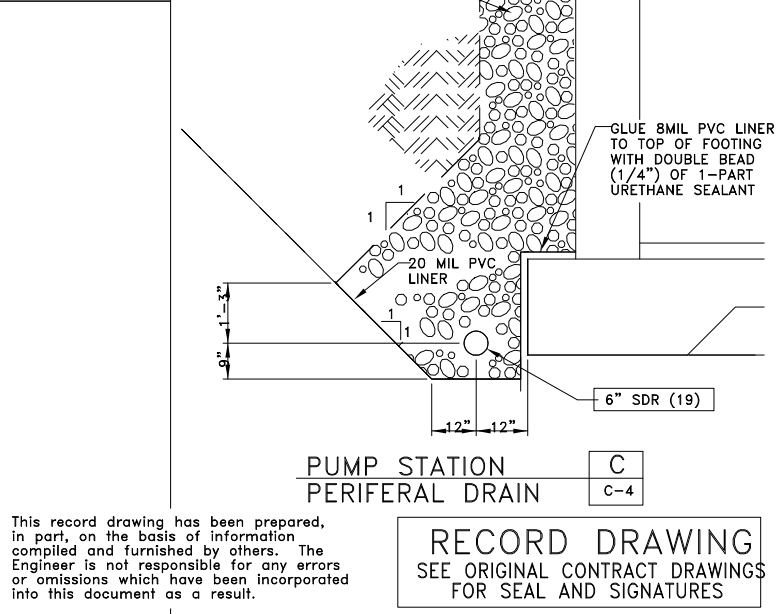 GLUE 8MIL PVC LINER
TO TOP OF FOOTING
WITH DOUBLE BEAD
(1/4") OF 1-PART
URETHANE SEALANT
1
1
20 MIL PVC
LINER
1'-3"
1
1
9"
6" SDR (19)
12" 12"
PUMP STATION
PERIFERAL DRAIN
C
C-4
This record drawing has been prepared,
in part, on the basis of information
compiled and furnished by others. The
Engineer is not responsible for any errors
or omissions which have been incorporated
into this document as a result.
RECORD DRAWING
SEE ORIGINAL CONTRACT DRAWINGS
FOR SEAL AND SIGNATURES